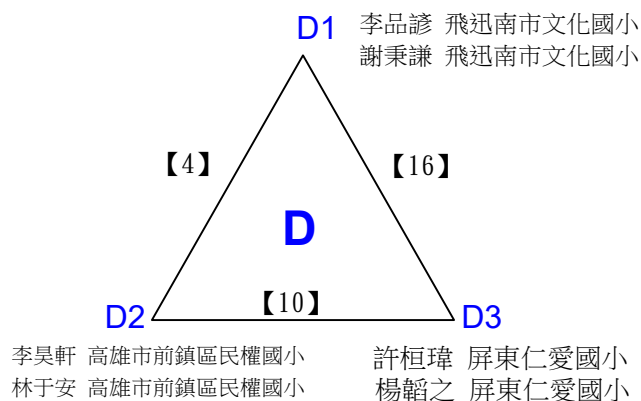 D1
李品諺 飛迅南市文化國小
謝秉謙 飛迅南市文化國小
【4】
【16】
D
【10】
D2
D3
李昊軒 高雄市前鎮區民權國小
林于安 高雄市前鎮區民權國小
許桓瑋 屏東仁愛國小
楊韜之 屏東仁愛國小